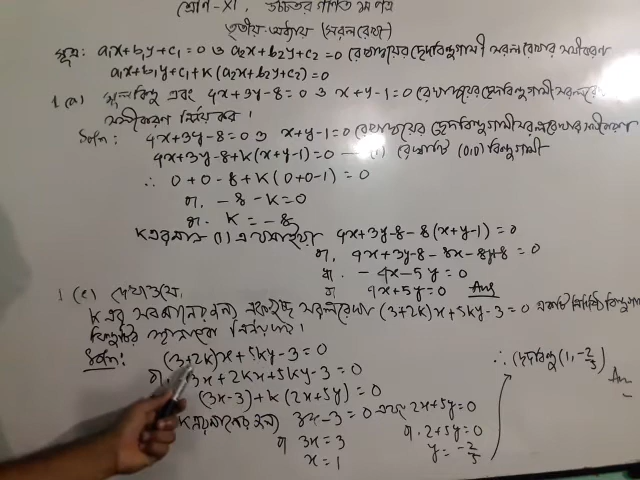 শ্রেণি-XI, উচ্চতর গণিত ১ম পত্র
তৃতীয় অধ্যায় (সরলরেখা)
সূত্র: a₁x+b₁y+c₁=0 ও a₂x+b₂y+c₂=0 রেখাদ্বয়ের ছেদবিন্দুগামী সরলরেখার সমীকরণ
a₁x+b₁y+c₁+k(a₂x+b₂y+c₂)=0
1(a) মূলবিন্দু এবং 4x+3y-8=0 ও x+y-1=0 রেখাদ্বয়ের ছেদবিন্দুগামী সরলরেখার
সমীকরণ নির্ণয় কর।
Soln: 4x+3y-8=0 ও x+y-1=0 রেখাদ্বয়ের ছেদবিন্দুগামী সরলরেখার সমীকরণ
4x+3y-8+k(x+y-1)=0 — (1) রেখাটি (0,0) বিন্দুগামী
∴ 0+0-8+k(0+0-1)=0
বা, -8-k=0
বা, k=-8
k এর মান (1) এ বসাইয়া 4x+3y-8-8(x+y-1)=0
বা, 4x+3y-8-8x-8y+8=0
বা, -4x-5y=0
বা 4x+5y=0 Ans
1(c) দেখাও যে,
k এর সব মানের জন্য একগুচ্ছ সরলরেখা (3+2k)x+5ky-3=0 একটি নির্দিষ্ট
বিন্দুটির স্থানাঙ্ক নির্ণয় কর।
Soln: (3+2k)x+5ky-3=0
বা, 3x+2kx+5ky-3=0
(3x-3)+k(2x+5y)=0
3x-3=0 এবং 2x+5y=0
বা 3x=3 বা, 2+5y=0
x=1 y=-2/5
∴ ছেদবিন্দু (1,-2/5)
Ans